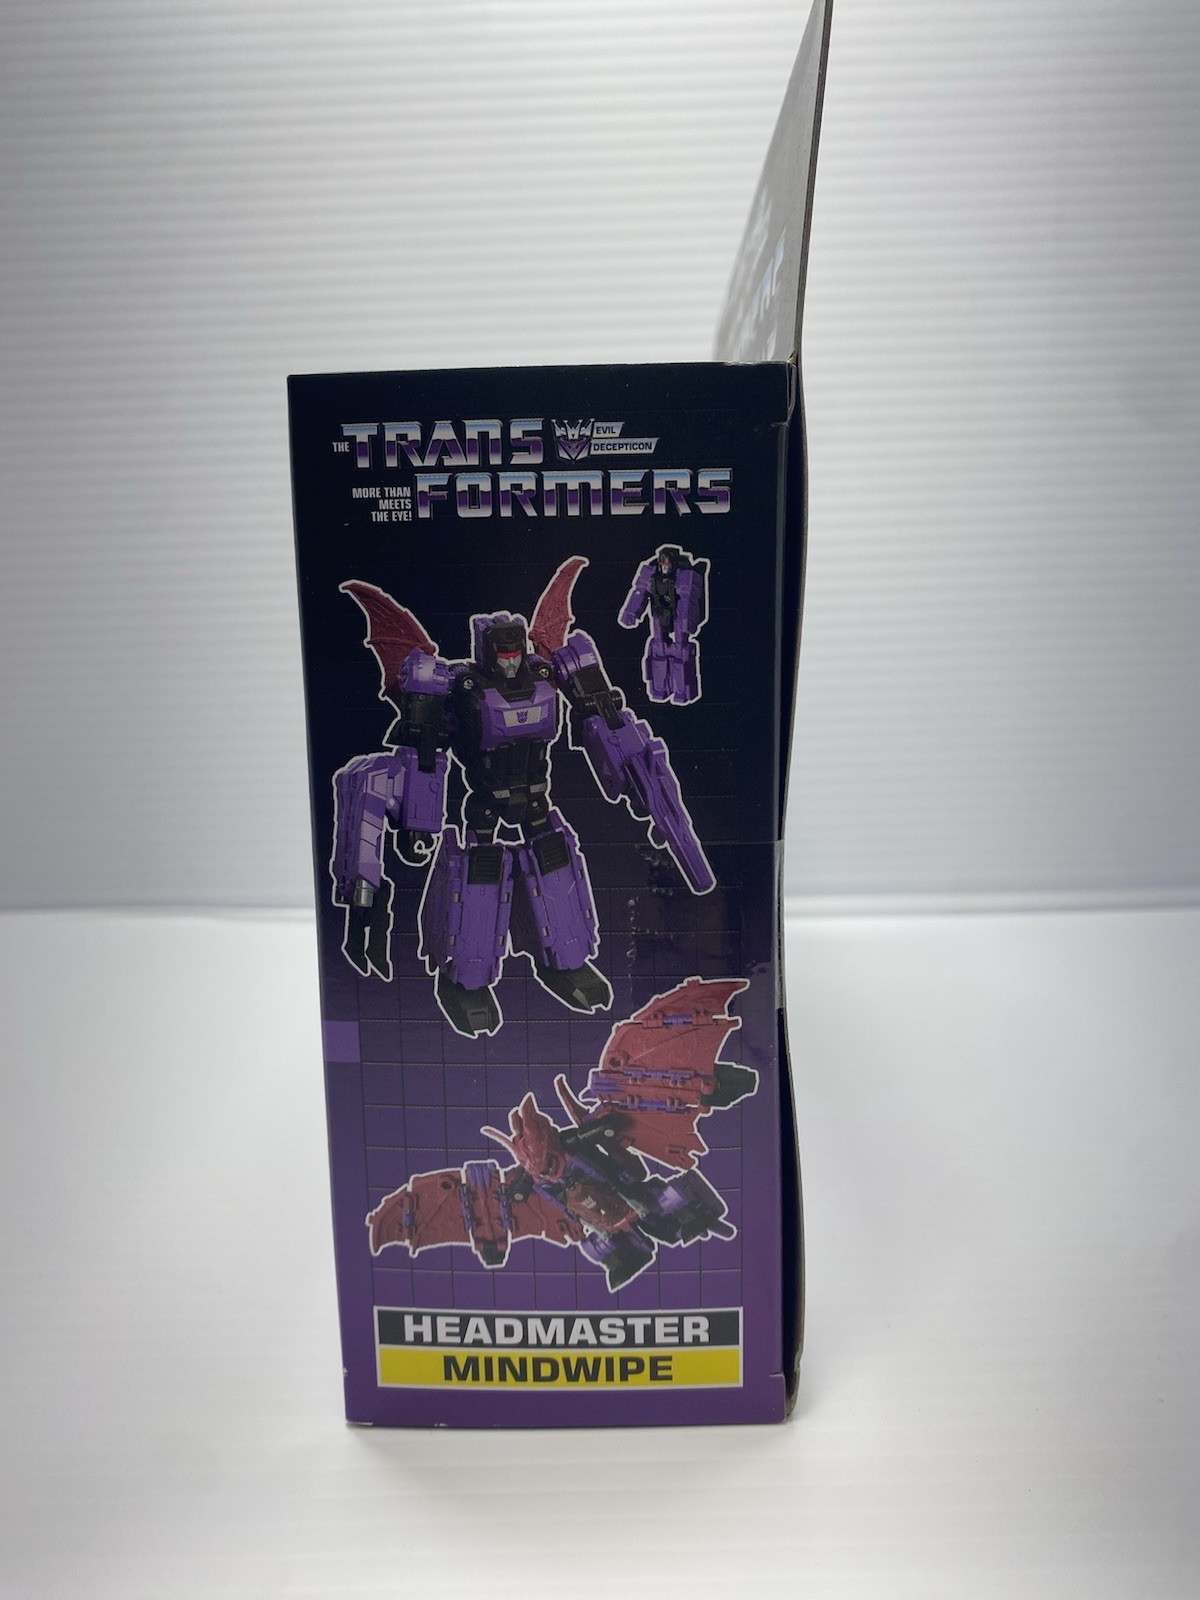 THE TRANS EVIL DECEPTICON
MORE THAN MEETS THE EYE! FORMERS
HEADMASTER
MINDWIPE